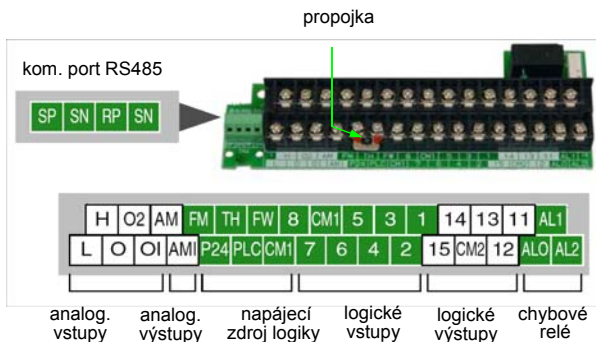 propojka
kom. port RS485
SP SN RP SN
H O2 AM FM TH FW 8 CM1 5 3 1 14 13 11 AL1
L O OI AMI P24 PLC CM1 7 6 4 2 15 CM2 12 AL0 AL2
analog. vstupy
analog. výstupy
napájecí zdroj logiky
logické vstupy
logické výstupy
chybové relé